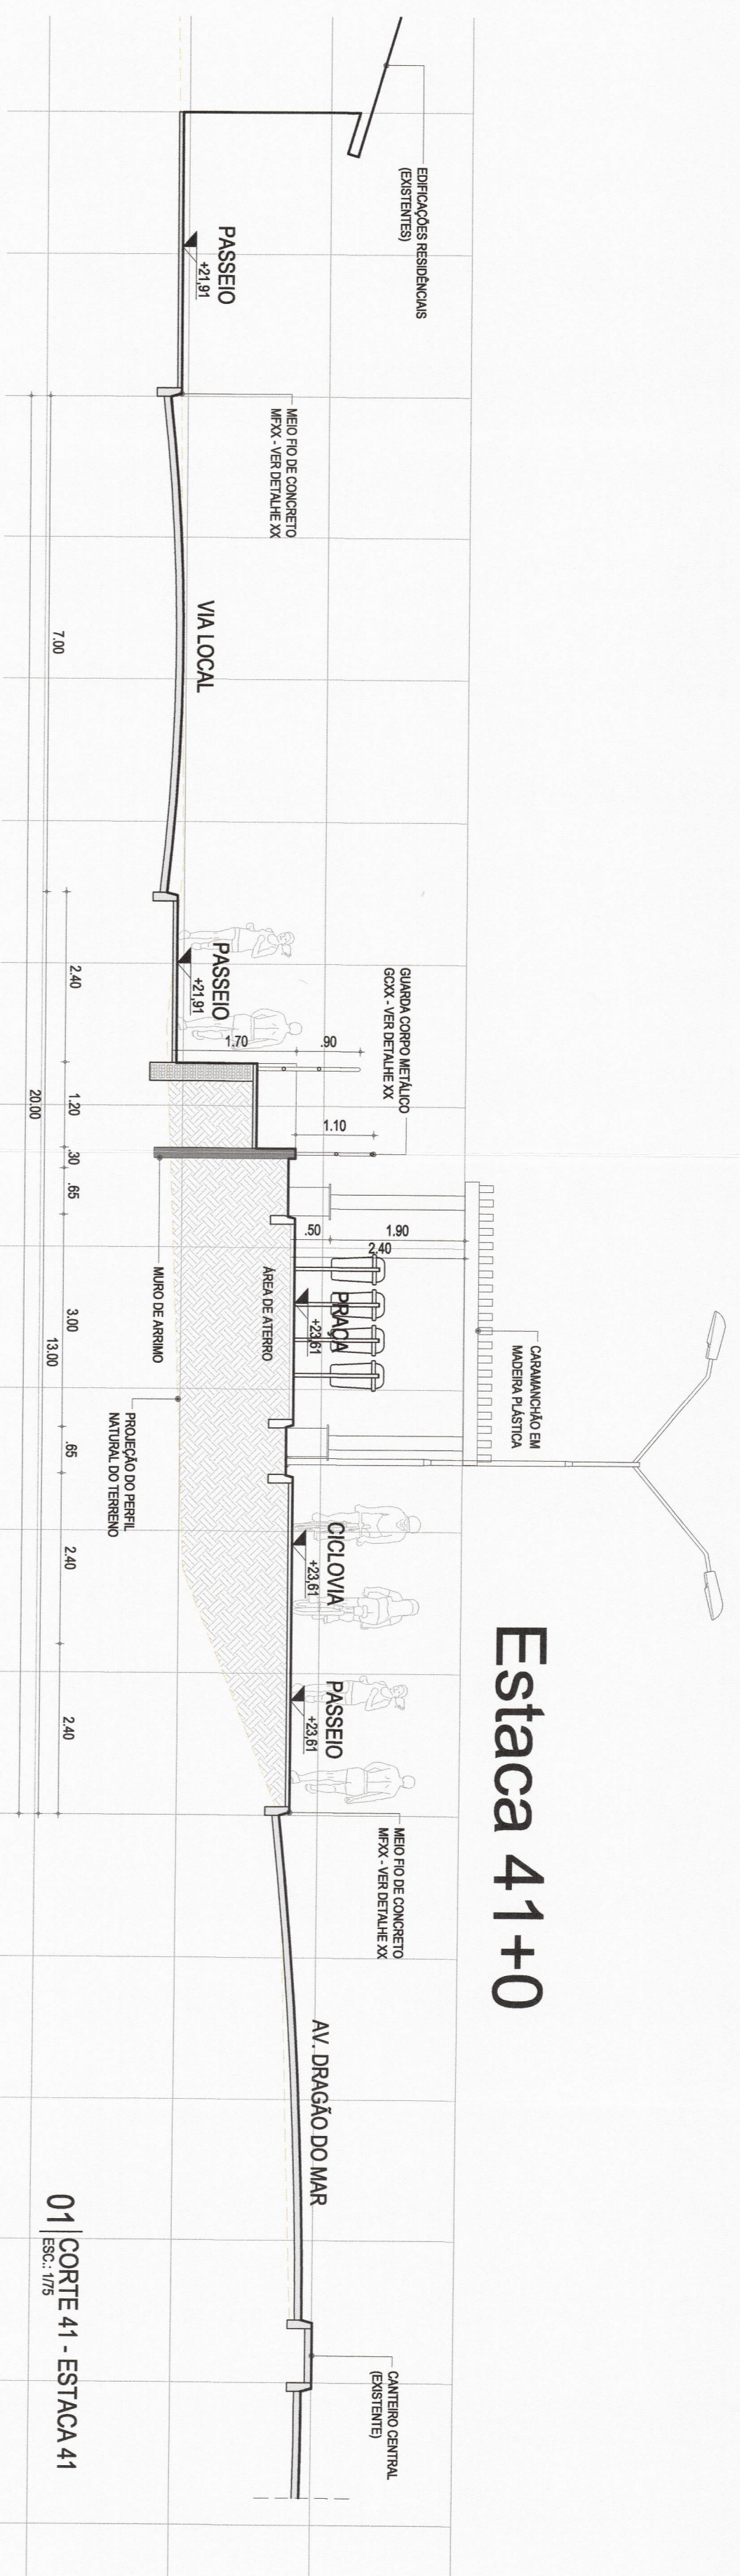 EDIFICAÇÕES RESIDÊNCIAIS
(EXISTENTES)
PASSEIO
+21,91
MEIO FIO DE CONCRETO
MFXX - VER DETALHE XX
VIA LOCAL
7.00
PASSEIO
+21,91
2.40
GUARDA CORPO METÁLICO
GCXX - VER DETALHE XX
1.70
.90
1.10
1.20
20.00
.30
.65
MURO DE ARRIMO
ÁREA DE ATERRO
.50
1.90
2.40
PRAÇA
+23,61
3.00
13.00
CARAMANCHÃO EM
MADEIRA PLÁSTICA
PROJEÇÃO DO PERFIL
NATURAL DO TERRENO
.65
CICLOVIA
+23,61
2.40
PASSEIO
+23,61
2.40
Estaca 41+0
MEIO FIO DE CONCRETO
MFXX - VER DETALHE XX
AV. DRAGÃO DO MAR
CANTEIRO CENTRAL
(EXISTENTE)
01 CORTE 41 - ESTACA 41
ESC.: 1/75